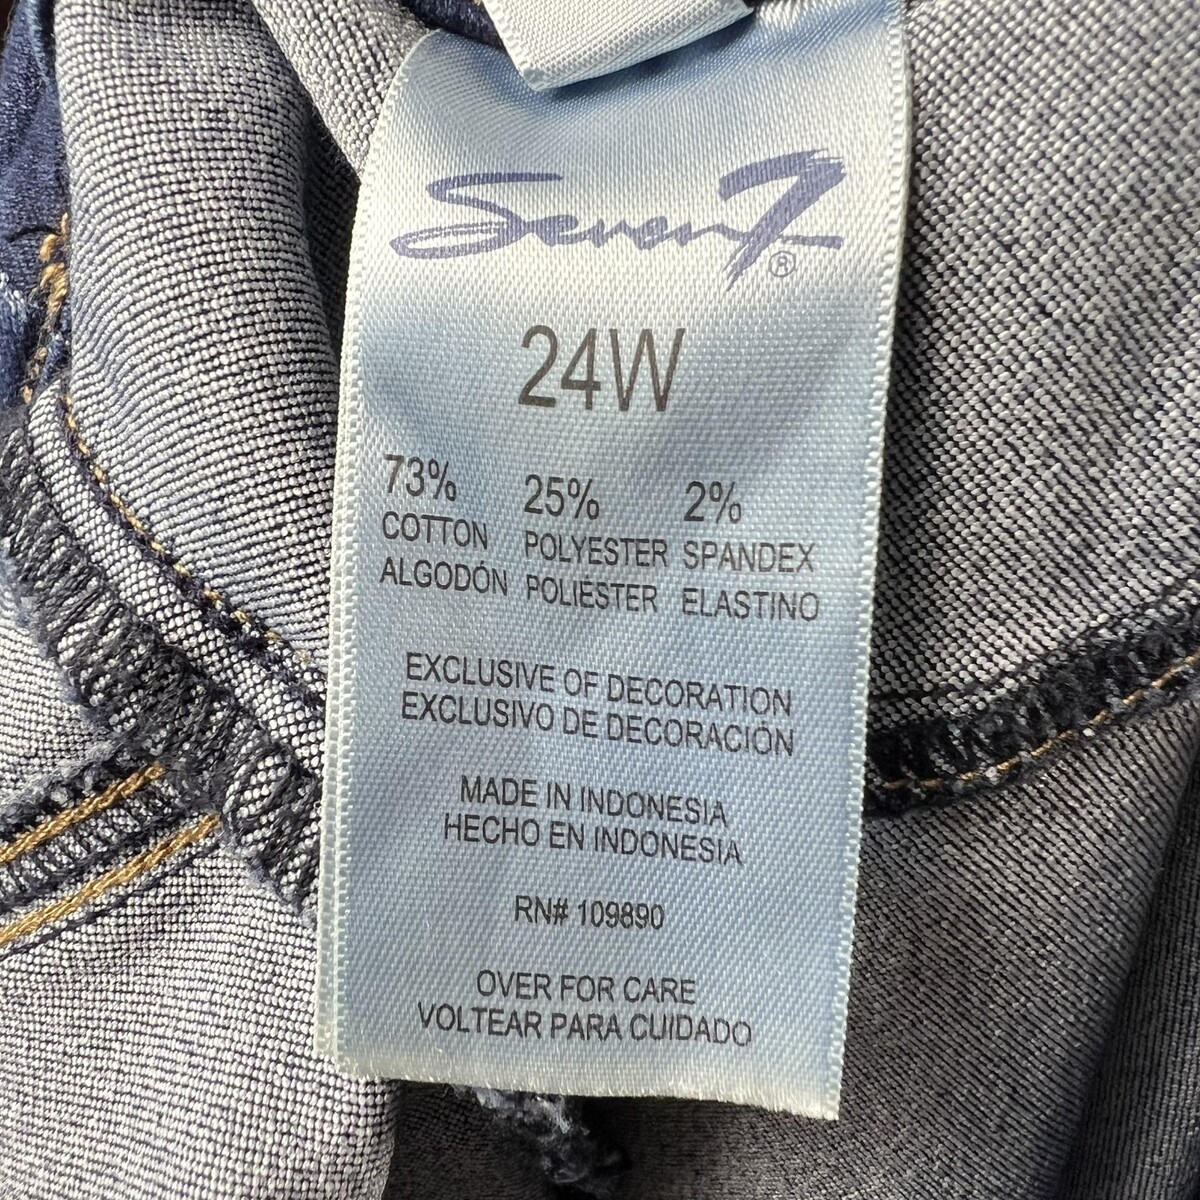 Seven7®
24W
73% 25% 2%
COTTON POLYESTER SPANDEX
ALGODÓN POLIÉSTER ELASTINO
EXCLUSIVE OF DECORATION
EXCLUSIVO DE DECORACIÓN
MADE IN INDONESIA
HECHO EN INDONESIA
RN# 109890
OVER FOR CARE
VOLTEAR PARA CUIDADO